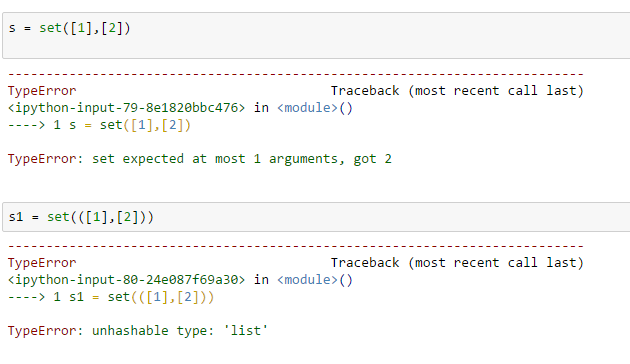 s = set([1],[2])
---------------------------------------------------------------------------
TypeError                                 Traceback (most recent call last)
<ipython-input-79-8e1820bbc476> in <module>()
----> 1 s = set([1],[2])

TypeError: set expected at most 1 arguments, got 2
s1 = set(([1],[2]))
---------------------------------------------------------------------------
TypeError                                 Traceback (most recent call last)
<ipython-input-80-24e087f69a30> in <module>()
----> 1 s1 = set(([1],[2]))

TypeError: unhashable type: 'list'